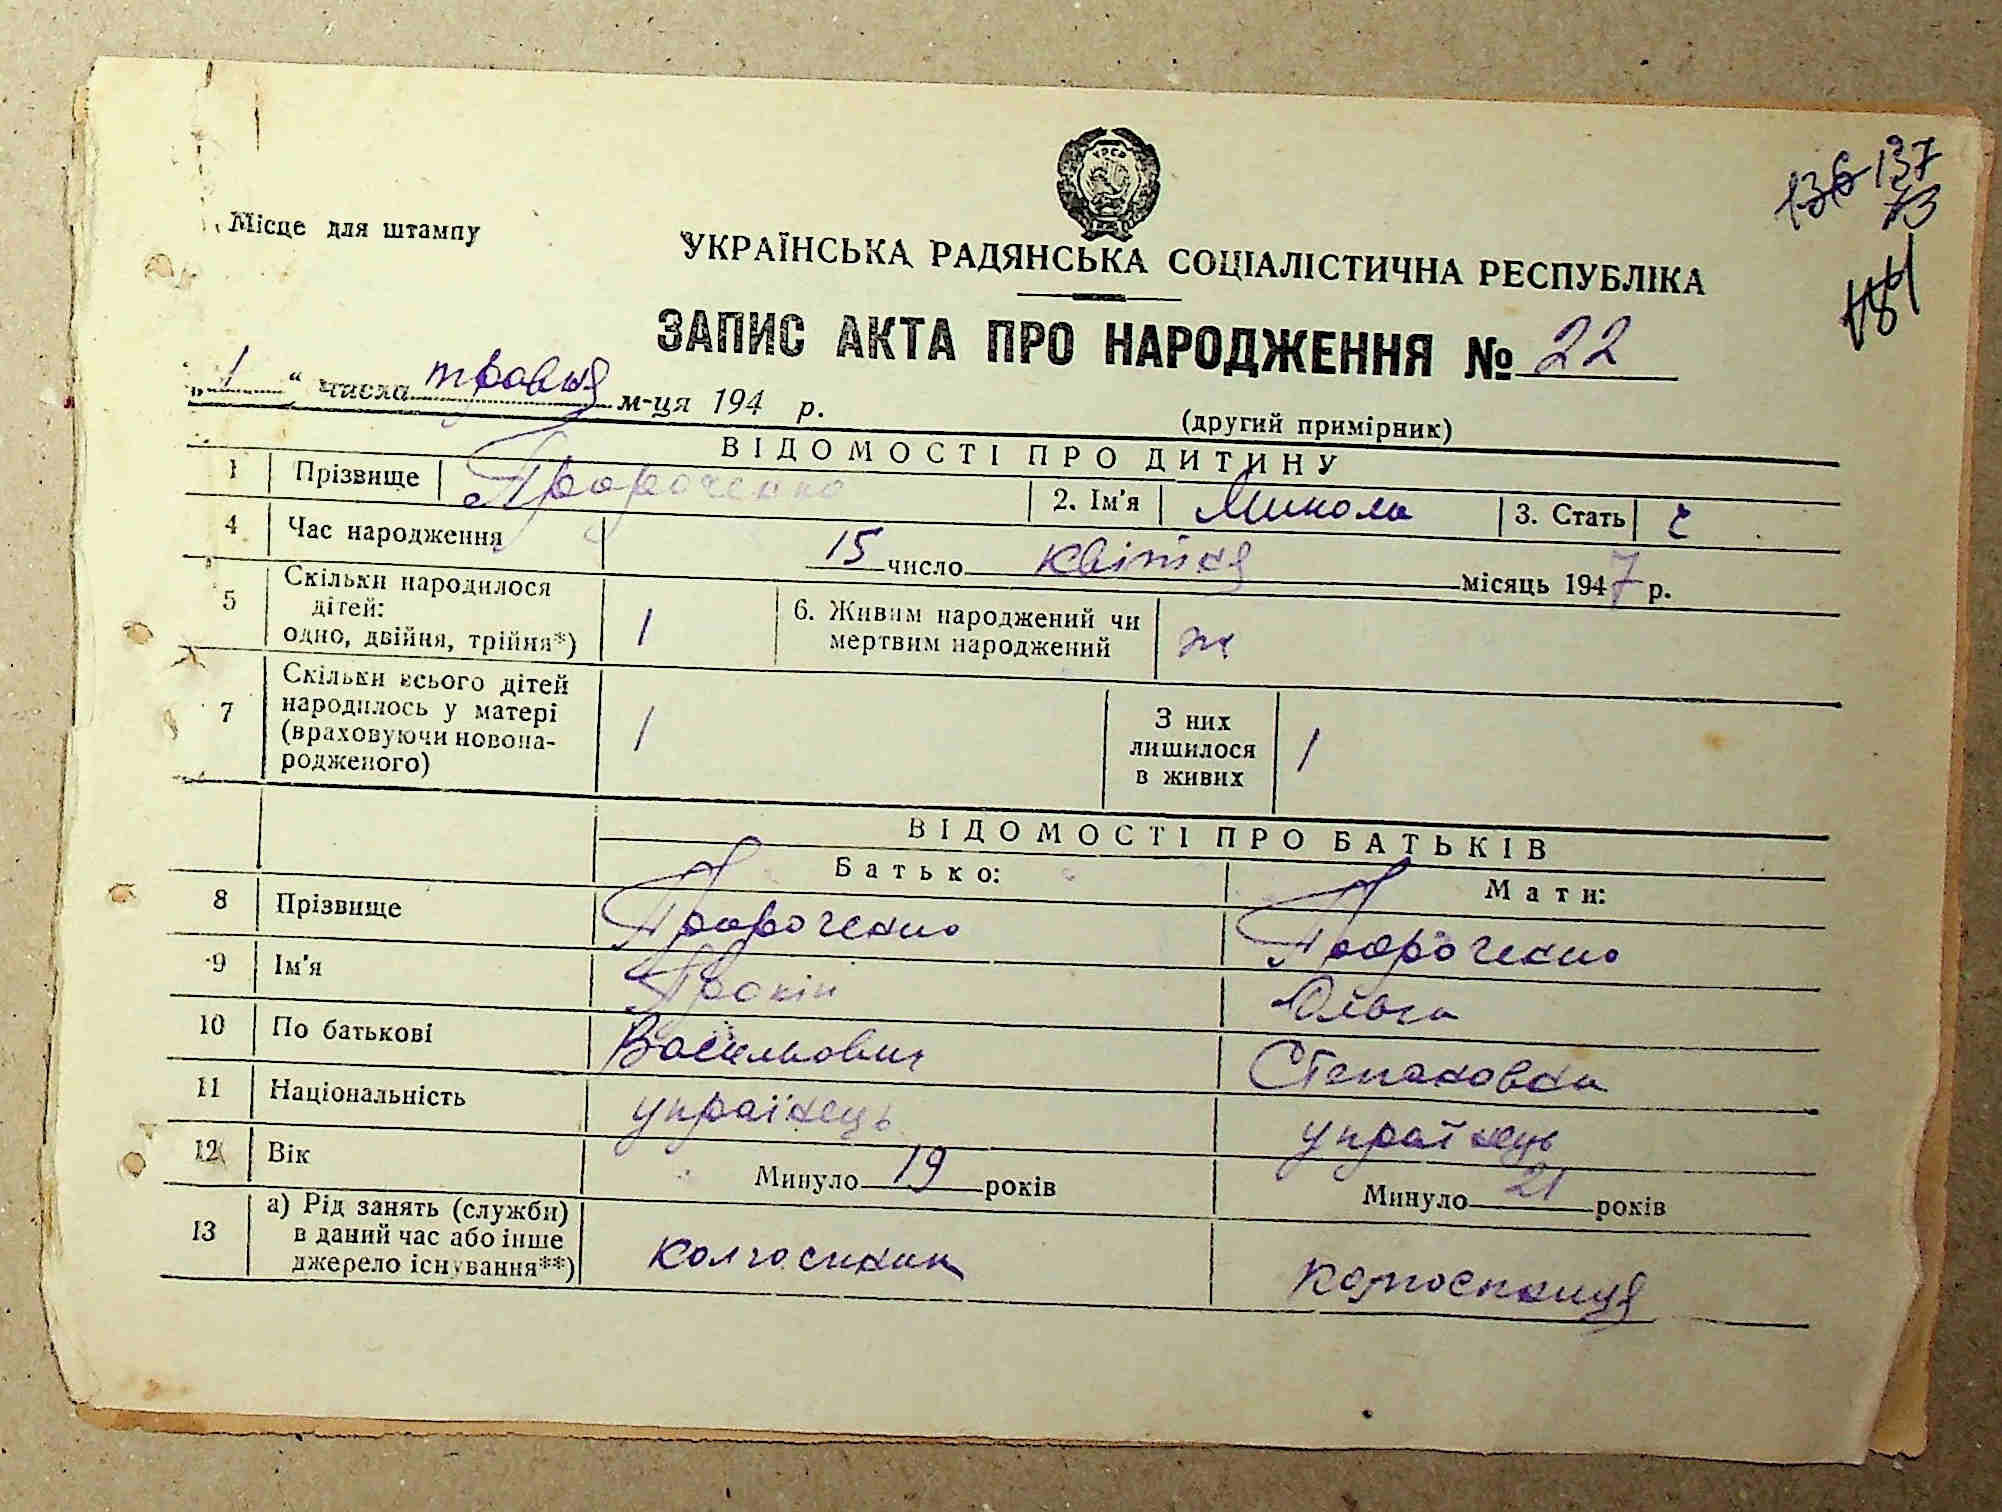 136 137
73
Місце для штампу
УКРАЇНСЬКА РАДЯНСЬКА СОЦІАЛІСТИЧНА РЕСПУБЛІКА
ЗАПИС АКТА ПРО НАРОДЖЕННЯ № 22
„1“ числа травня м-ця 194 р.
(другий примірник)
ВІДОМОСТІ ПРО ДИТИНУ
1 Прізвище Пророченко 2. Ім'я Микола 3. Стать ч
4 Час народження 15 число квітня місяць 1947 р.
5 Скільки народилося
дітей:
одно, двійня, трійня*) 1
6. Живим народжений чи
мертвим народжений ж
7 Скільки всього дітей
народилось у матері
(враховуючи новона-
родженого) 1
З них
лишилося
в живих 1
ВІДОМОСТІ ПРО БАТЬКІВ
Батько: Мати:
8 Прізвище Пророченко Пророченко
9 Ім'я Прокіп Ольга
10 По батькові Васильович Степановна
11 Національність українець українець
12 Вік Минуло 19 років Минуло 21 років
13 а) Рід занять (служби)
в даний час або інше
джерело існування**) колгоспник колгоспниця